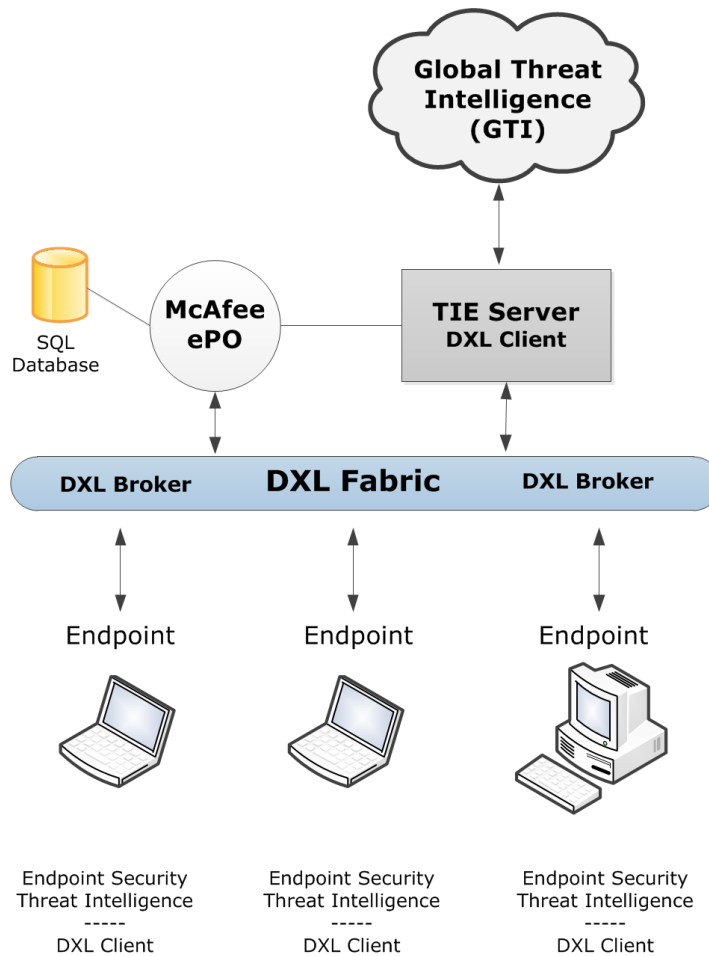 Global Threat
Intelligence
(GTI)
McAfee
ePO
TIE Server
DXL Client
SQL
Database
DXL Broker
DXL Fabric
DXL Broker
Endpoint
Endpoint
Endpoint
Endpoint Security
Threat Intelligence
-----
DXL Client
Endpoint Security
Threat Intelligence
-----
DXL Client
Endpoint Security
Threat Intelligence
-----
DXL Client